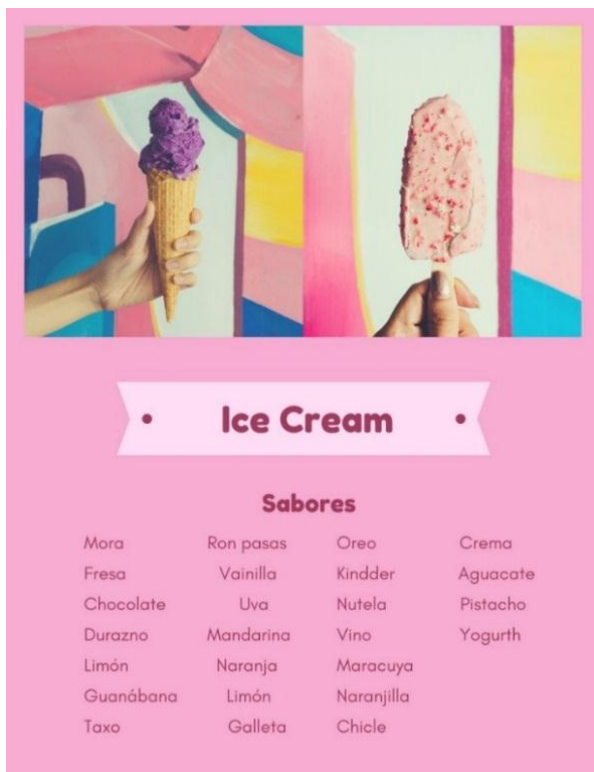 Ice Cream
Sabores
Mora Ron pasas Oreo Crema
Fresa Vainilla Kindder Aguacate
Chocolate Uva Nutela Pistacho
Durazno Mandarina Vino Yogurth
Limón Naranja Maracuya
Guanábana Limón Naranjilla
Taxo Galleta Chicle